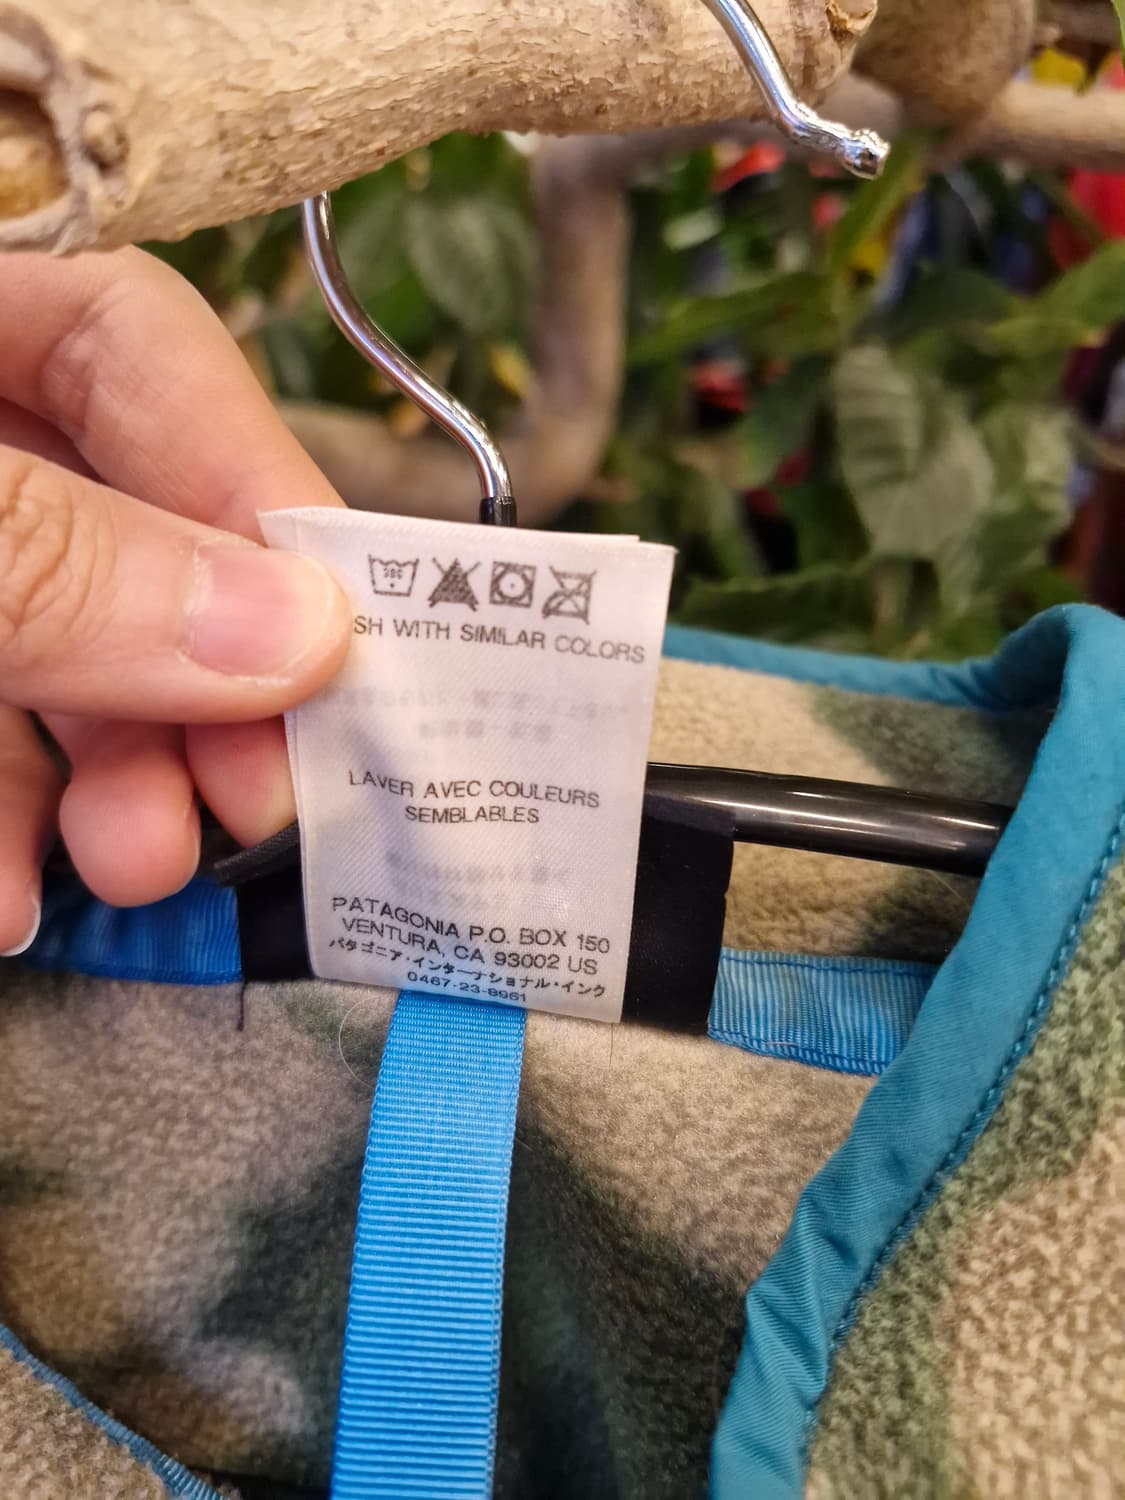 SH WITH SIMILAR COLORS
LAVER AVEC COULEURS
SEMBLABLES
PATAGONIA P.O. BOX 150
VENTURA, CA 93002 US
パタゴニア・インターナショナル・インク
0467-23-8961